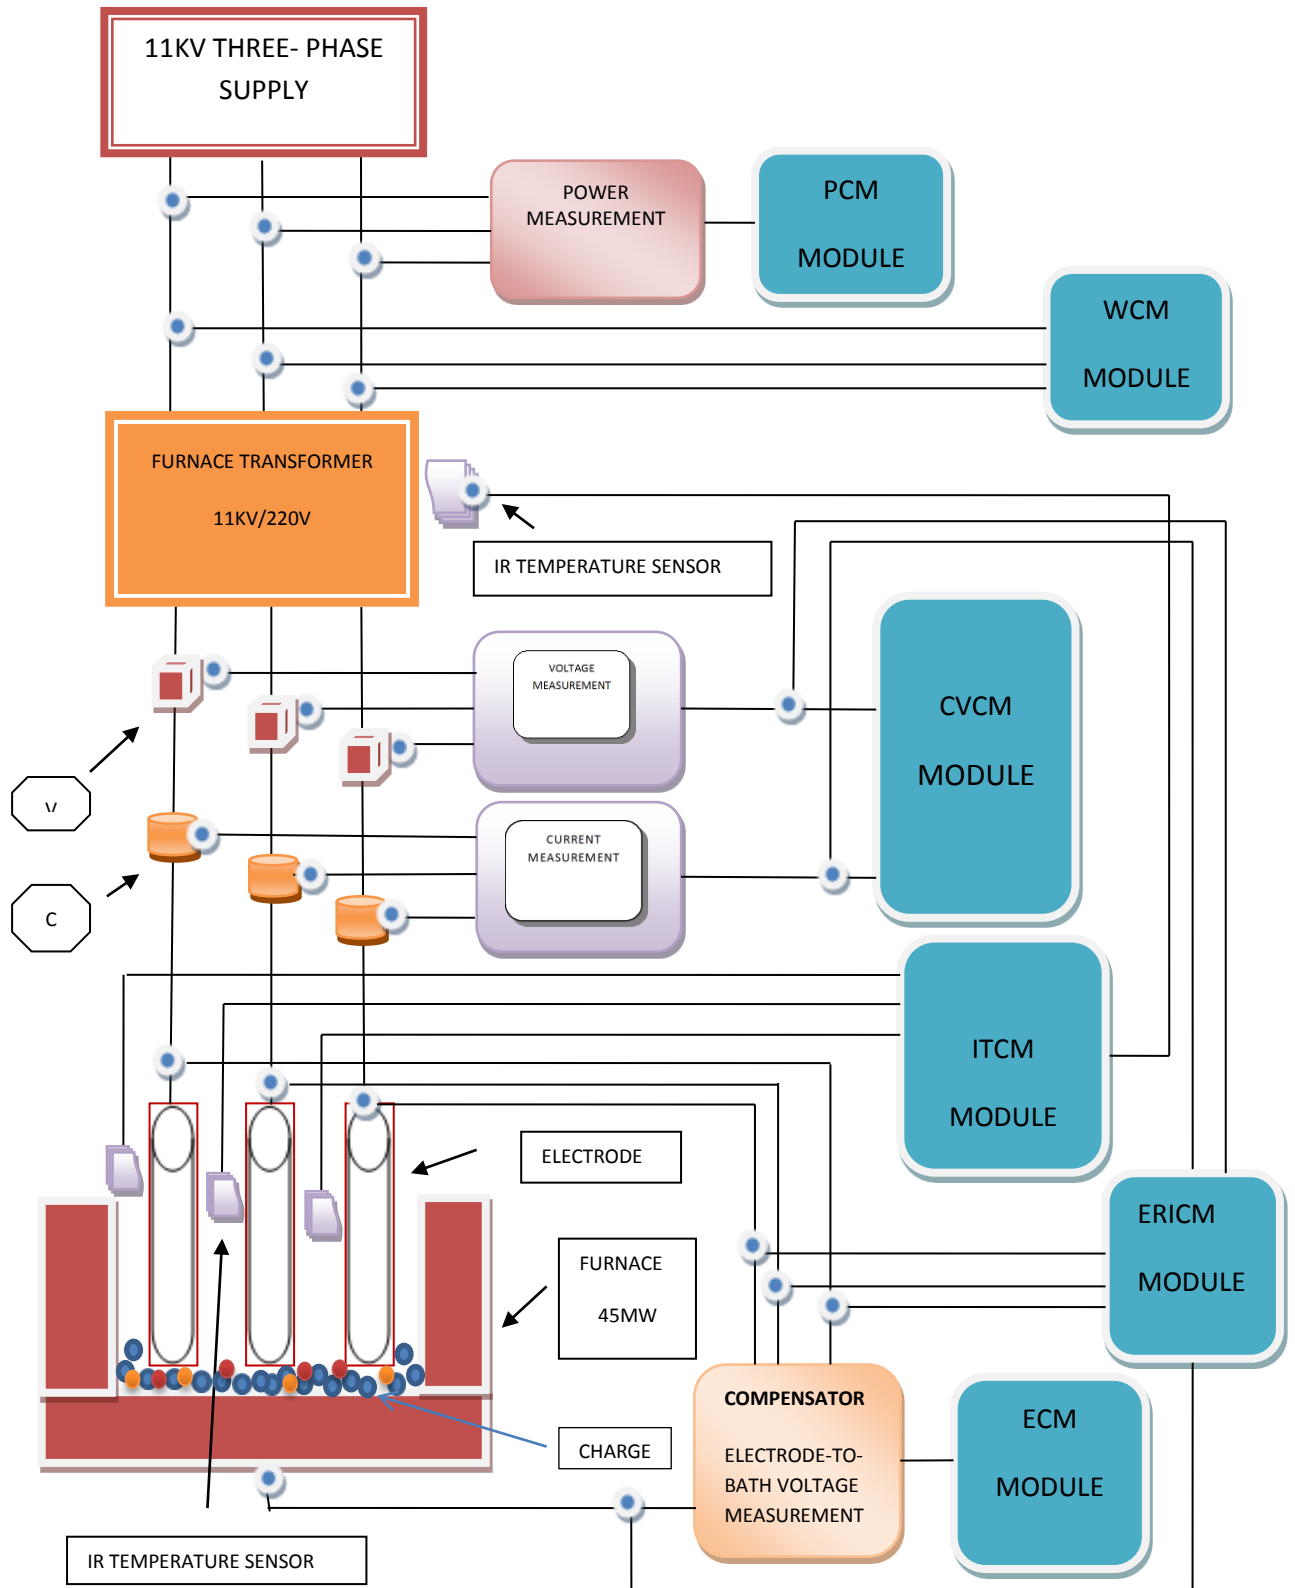 11KV THREE- PHASE
SUPPLY
POWER
MEASUREMENT
PCM
MODULE
WCM
MODULE
FURNACE TRANSFORMER
11KV/220V
IR TEMPERATURE SENSOR
VOLTAGE
MEASUREMENT
CVCM
MODULE
V
CURRENT
MEASUREMENT
C
ITCM
MODULE
ELECTRODE
ERICM
MODULE
FURNACE
45MW
COMPENSATOR
ELECTRODE-TO-
BATH VOLTAGE
MEASUREMENT
ECM
MODULE
CHARGE
IR TEMPERATURE SENSOR